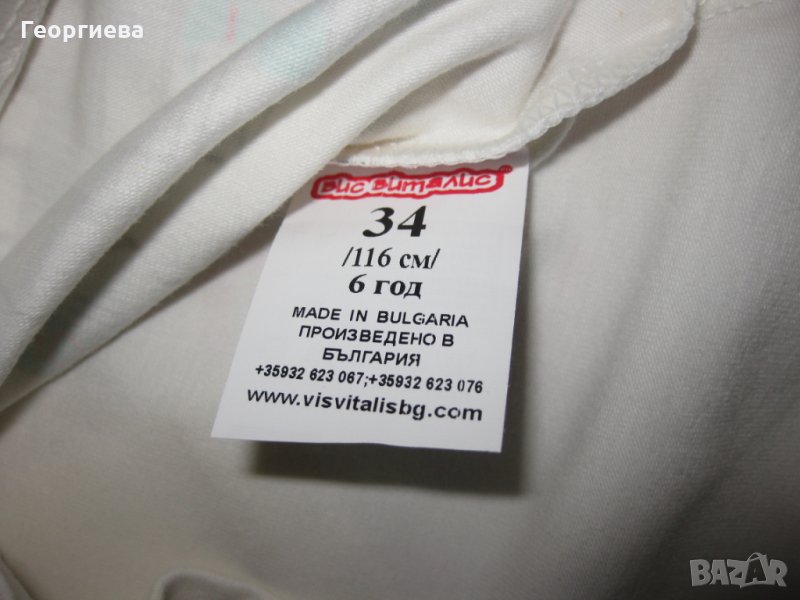 Георгиева
вис виталис
34
/116 см/
6 год
MADE IN BULGARIA
ПРОИЗВЕДЕНО В
БЪЛГАРИЯ
+35932 623 067;+35932 623 076
www.visvitalisbg.com
BAZAR